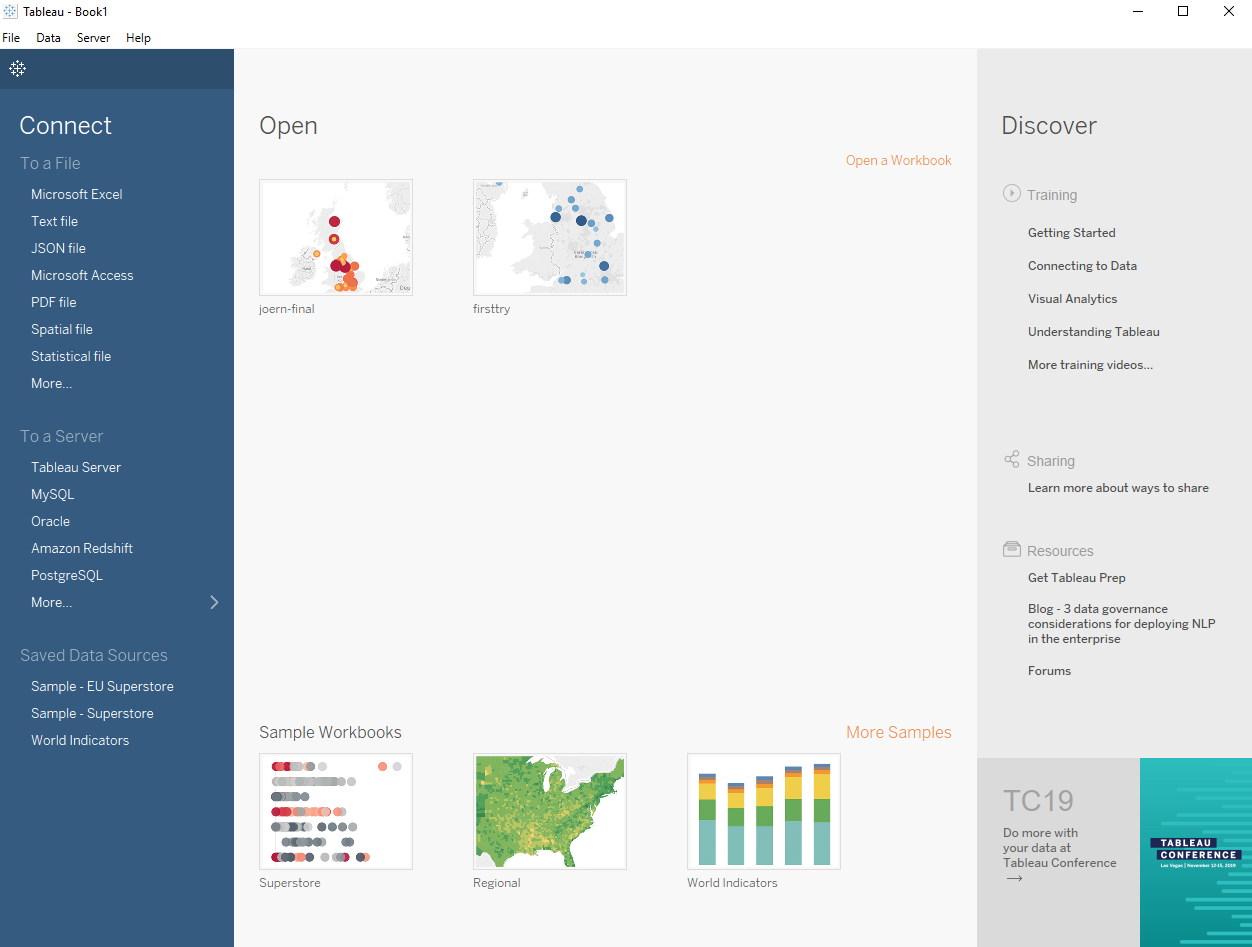 Tableau - Book1
File Data Server Help
Connect
To a File
Microsoft Excel
Text file
JSON file
Microsoft Access
PDF file
Spatial file
Statistical file
More...
To a Server
Tableau Server
MySQL
Oracle
Amazon Redshift
PostgreSQL
More...
Saved Data Sources
Sample - EU Superstore
Sample - Superstore
World Indicators
Open
Open a Workbook
joern-final
firsttry
Sample Workbooks
More Samples
Superstore
Regional
World Indicators
Discover
Training
Getting Started
Connecting to Data
Visual Analytics
Understanding Tableau
More training videos...
Sharing
Learn more about ways to share
Resources
Get Tableau Prep
Blog - 3 data governance
considerations for deploying NLP
in the enterprise
Forums
TC19
Do more with
your data at
Tableau Conference
TABLEAU
CONFERENCE
Las Vegas | November 12-15, 2019